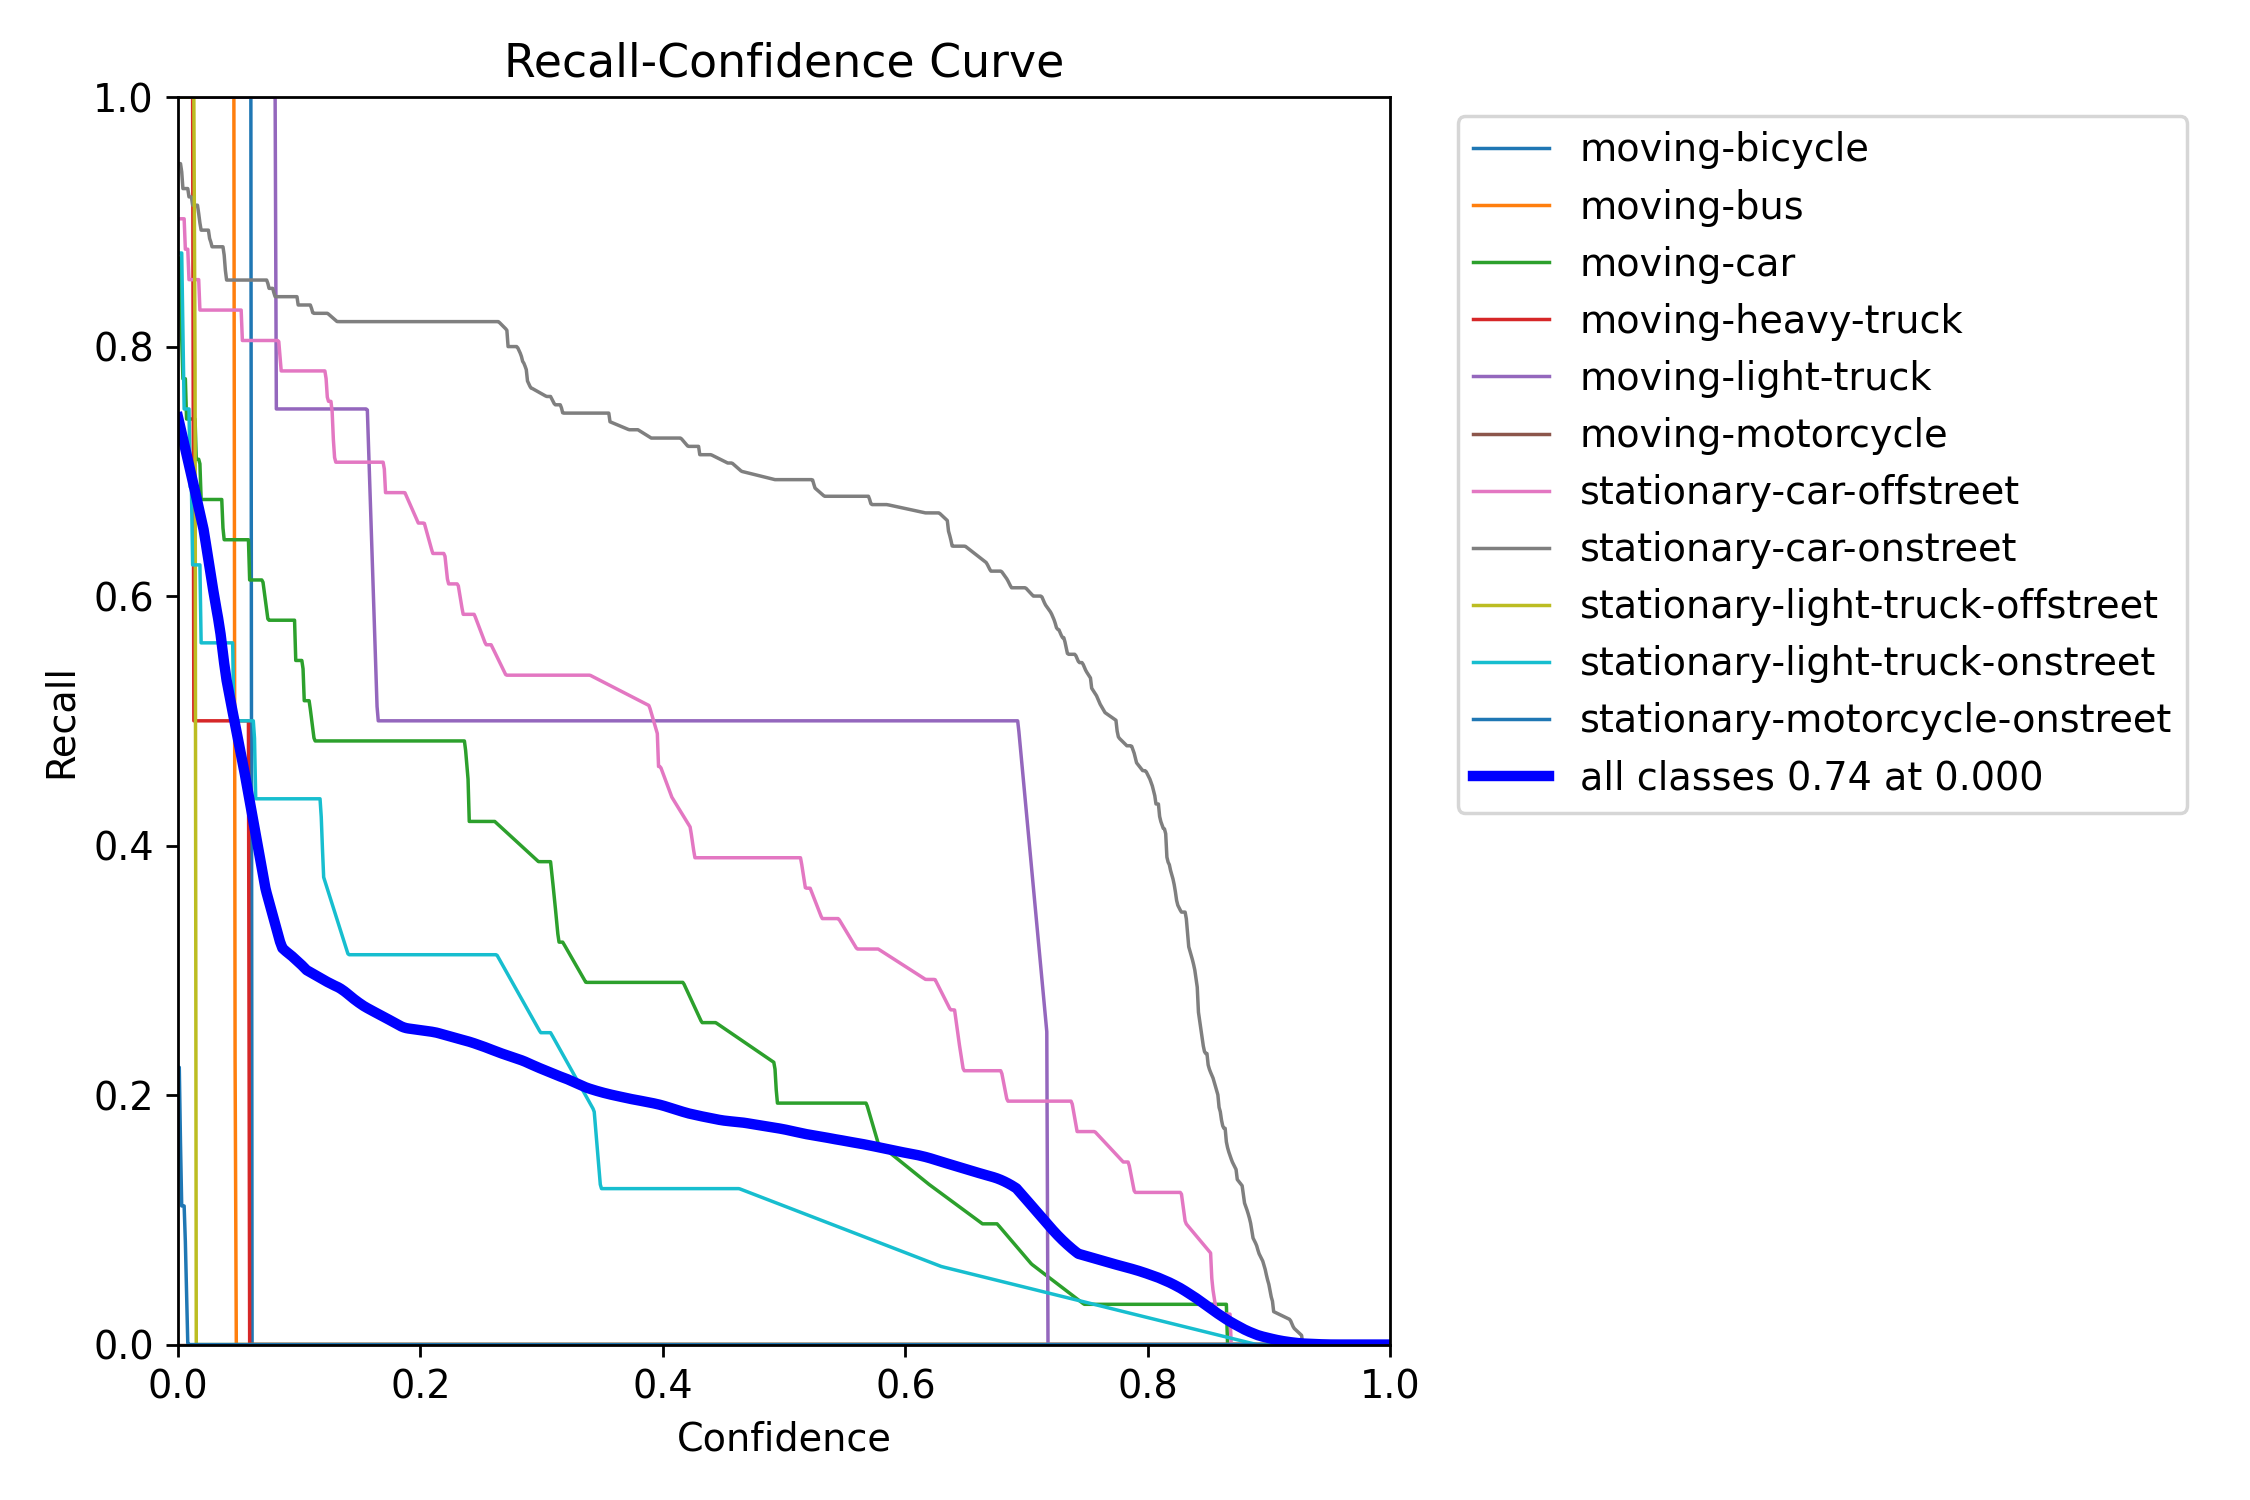 Recall-Confidence Curve
1.0
0.8
0.6
0.4
0.2
0.0
Recall
0.0 0.2 0.4 0.6 0.8 1.0
Confidence
moving-bicycle
moving-bus
moving-car
moving-heavy-truck
moving-light-truck
moving-motorcycle
stationary-car-offstreet
stationary-car-onstreet
stationary-light-truck-offstreet
stationary-light-truck-onstreet
stationary-motorcycle-onstreet
all classes 0.74 at 0.000